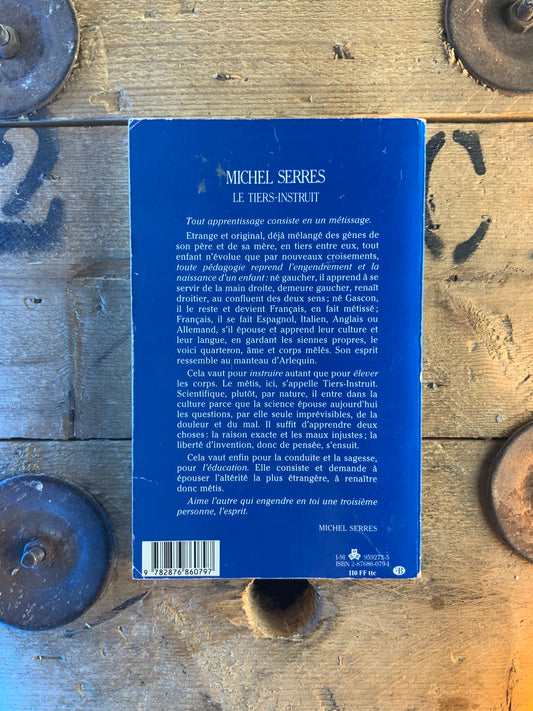 MICHEL SERRES
LE TIERS-INSTRUIT
Tout apprentissage consiste en un métissage.
Etrange et original, déjà mélangé des gènes de
son père et de sa mère, en tiers entre eux, tout
enfant n'évolue que par nouveaux croisements,
toute pédagogie reprend l'engendrement et la
naissance d'un enfant : né gaucher, il apprend à se
servir de la main droite, demeure gaucher, renaît
droitier, au confluent des deux sens ; né Gascon,
il le reste et devient Français, en fait métissé ;
Français, il se fait Espagnol, Italien, Anglais ou
Allemand, s'il épouse et apprend leur culture et
leur langue, en gardant les siennes propres, le
voici quarteron, âme et corps mêlés. Son esprit
ressemble au manteau d'Arlequin.
Cela vaut pour instruire autant que pour élever
les corps. Le métis, ici, s'appelle Tiers-Instruit.
Scientifique, plutôt, par nature, il entre dans la
culture parce que la science épouse aujourd'hui
les questions, par elle seule imprévisibles, de la
douleur et du mal. Il suffit d'apprendre deux
choses : la raison exacte et les maux injustes ; la
liberté d'invention, donc de pensée, s'ensuit.
Cela vaut enfin pour la conduite et la sagesse,
pour l'éducation. Elle consiste et demande à
épouser l'altérité la plus étrangère, à renaître
donc métis.
Aime l'autre qui engendre en toi une troisième
personne, l'esprit.
MICHEL SERRES
9 782876 860797
1-91 959273-5
ISBN 2-87686-079-1
110 FF ttc
2